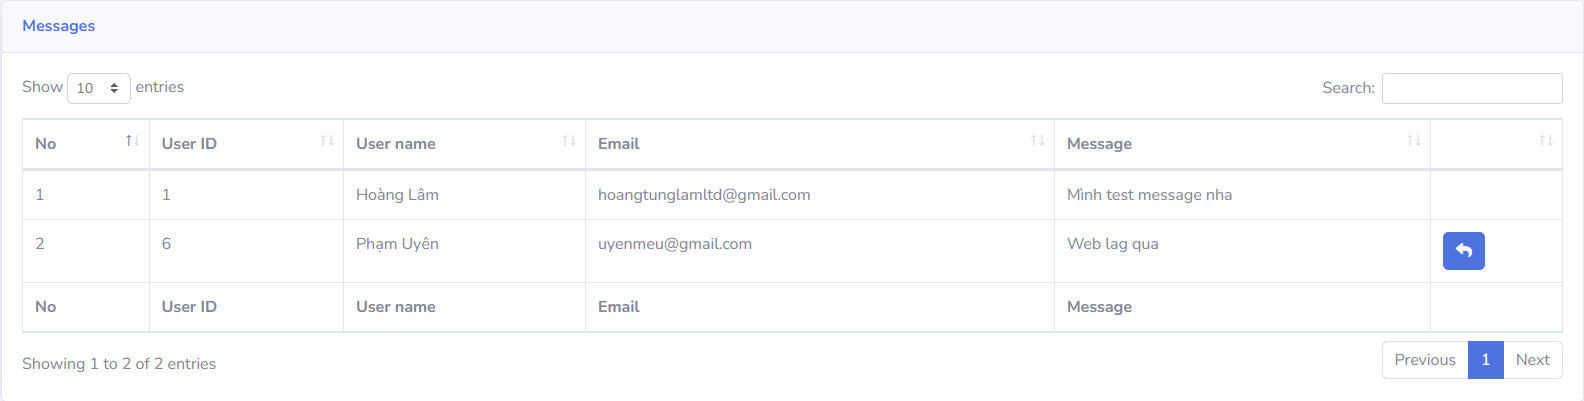 Messages
Show 10 entries
Search:
No User ID User name Email Message
1 1 Hoàng Lâm hoangtunglamltd@gmail.com Mình test message nha
2 6 Phạm Uyên uyenmeu@gmail.com Web lag qua
No User ID User name Email Message
Showing 1 to 2 of 2 entries
Previous 1 Next